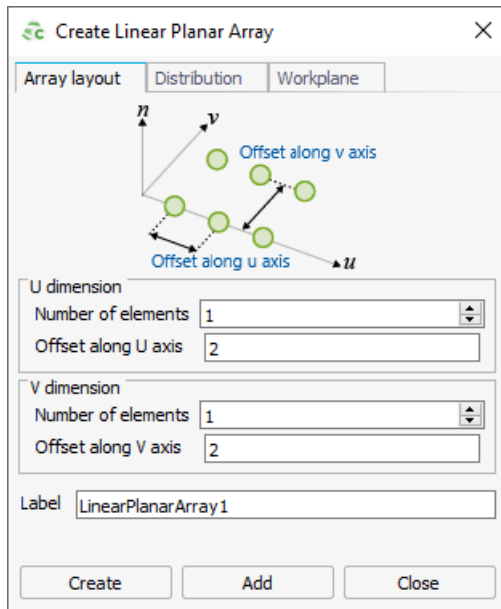 Create Linear Planar Array
Array layout Distribution Workplane
n
v
Offset along v axis
Offset along u axis
u
U dimension
Number of elements 1
Offset along U axis 2
V dimension
Number of elements 1
Offset along V axis 2
Label LinearPlanarArray1
Create Add Close